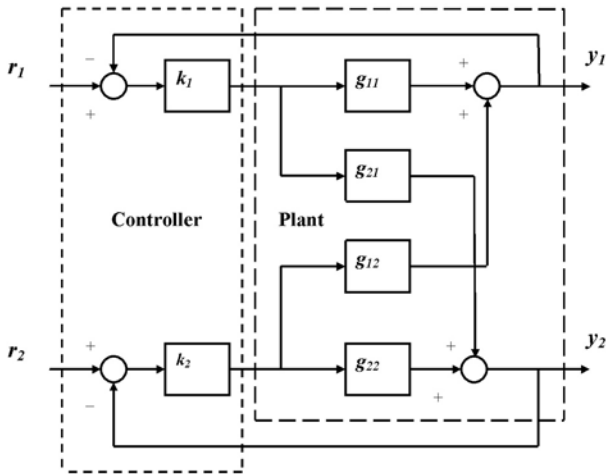 −
+
+
r1
k1
g11
y1
+
g21
Controller
Plant
g12
+
+
r2
k2
g22
y2
−
+